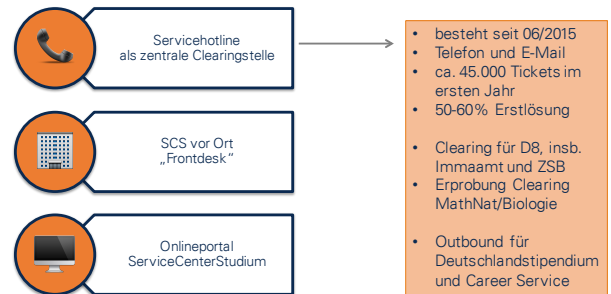 Servicehotline
als zentrale Clearingstelle
SCS vor Ort
„Frontdesk“
Onlineportal
ServiceCenterStudium
• besteht seit 06/2015
• Telefon und E-Mail
• ca. 45.000 Tickets im
ersten Jahr
• 50-60% Erstlösung
• Clearing für D8, insb.
Immaamt und ZSB
• Erprobung Clearing
MathNat/Biologie
• Outbound für
Deutschlandstipendium
und Career Service